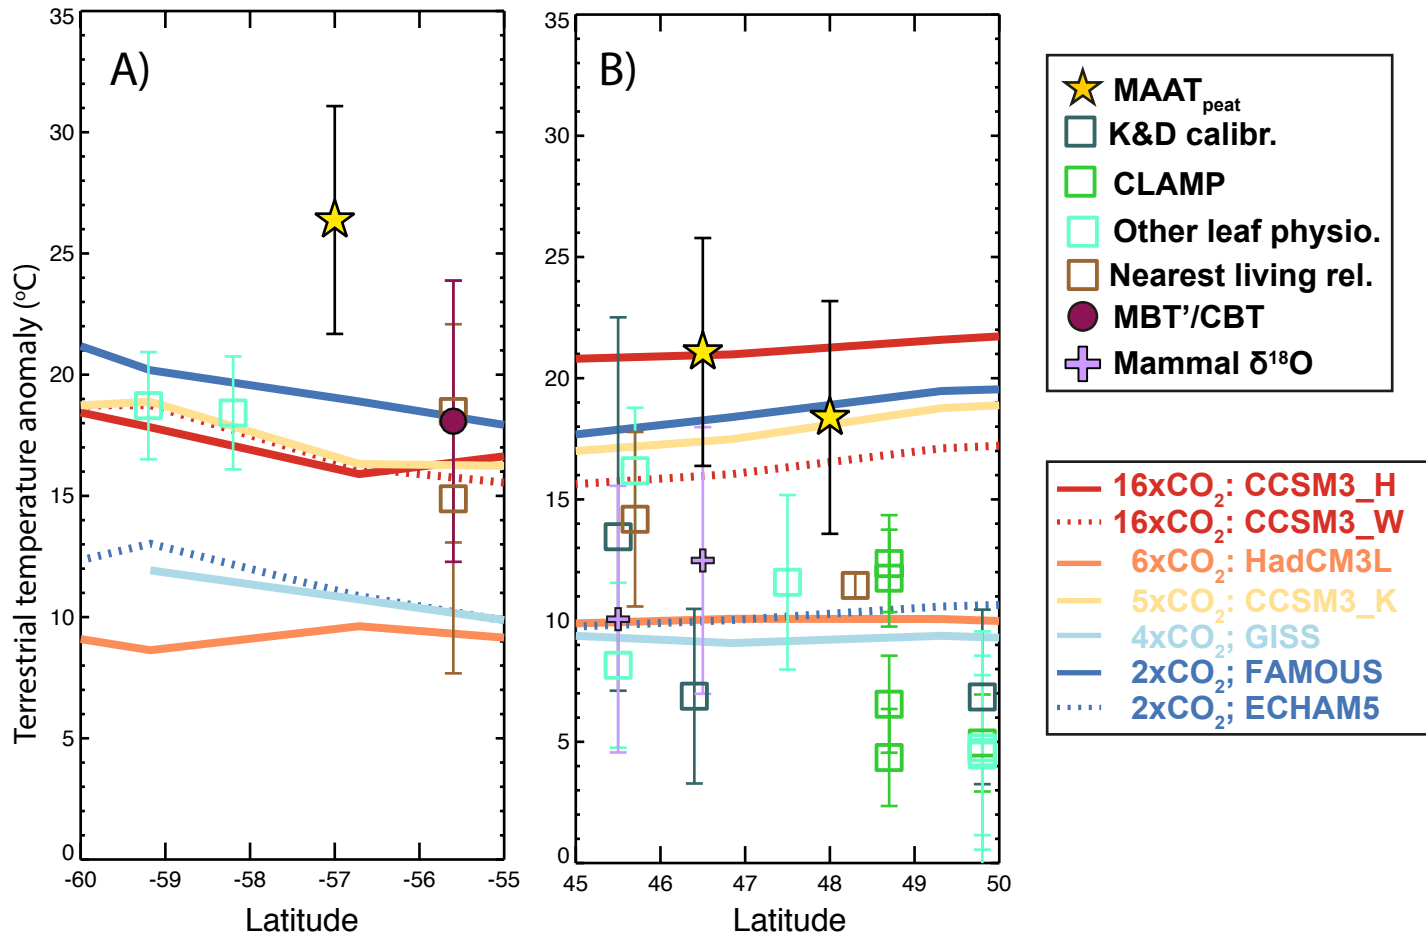 A)
35
30
25
20
15
10
5
0
-60 -59 -58 -57 -56 -55
Latitude
Terrestrial temperature anomaly (°C)
B)
35
30
25
20
15
10
5
0
45 46 47 48 49 50
Latitude
MAATpeat
K&D calibr.
CLAMP
Other leaf physio.
Nearest living rel.
MBT'/CBT
Mammal δ¹⁸O
16xCO₂: CCSM3_H
16xCO₂: CCSM3_W
6xCO₂: HadCM3L
5xCO₂: CCSM3_K
4xCO₂; GISS
2xCO₂; FAMOUS
2xCO₂; ECHAM5